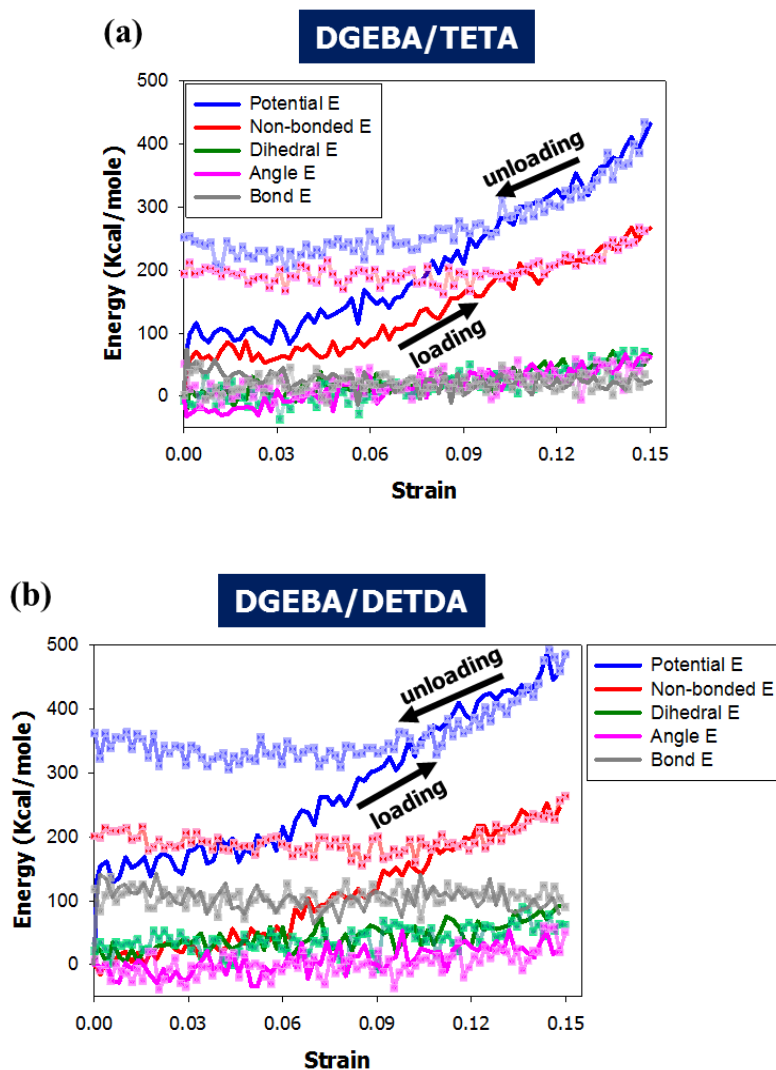 (a)
DGEBA/TETA
500
400
300
200
100
0
Energy (Kcal/mole)
Potential E
Non-bonded E
Dihedral E
Angle E
Bond E
unloading
loading
0.00 0.03 0.06 0.09 0.12 0.15
Strain
(b)
DGEBA/DETDA
500
400
300
200
100
0
Energy (Kcal/mole)
unloading
loading
Potential E
Non-bonded E
Dihedral E
Angle E
Bond E
0.00 0.03 0.06 0.09 0.12 0.15
Strain